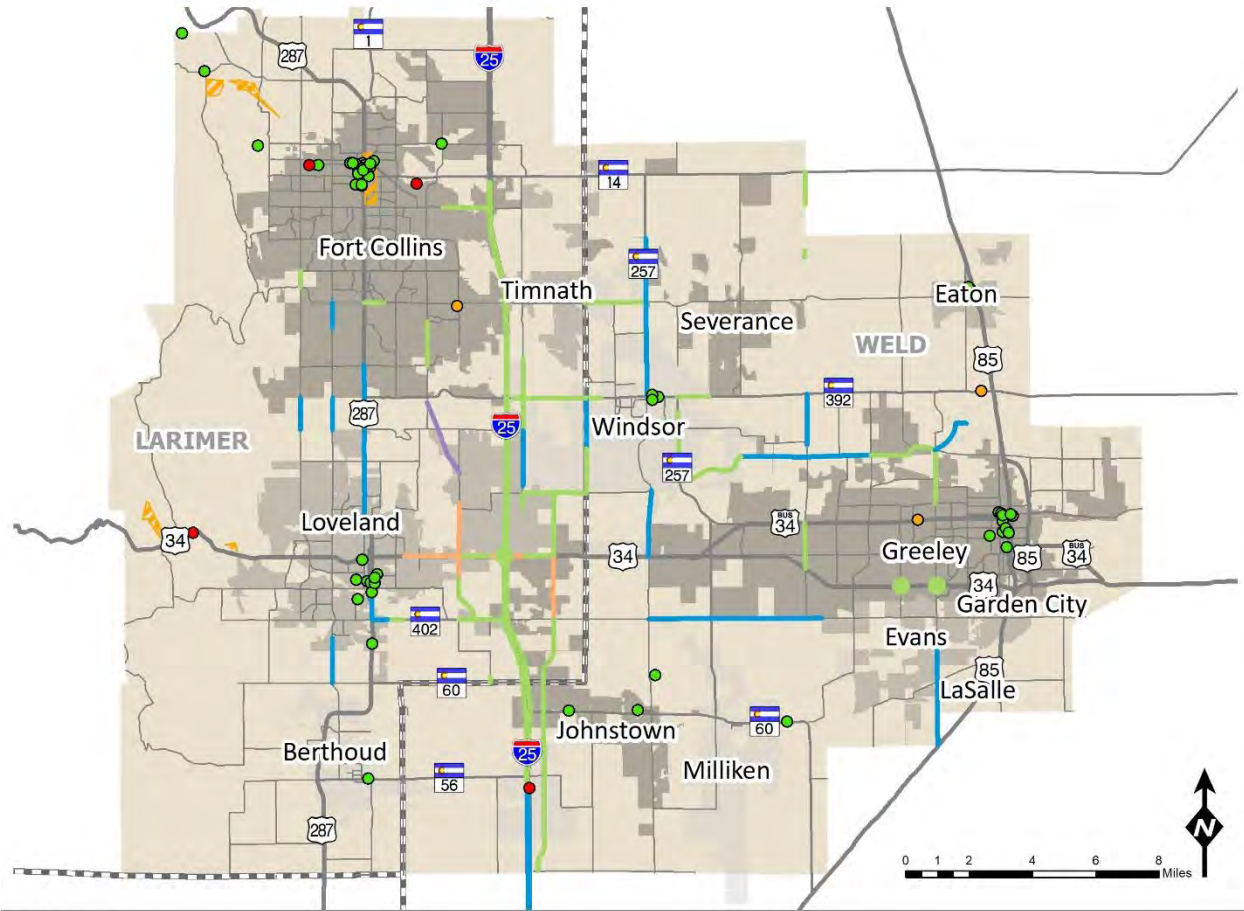 1
287
25
14
Fort Collins
257
Timnath
Eaton
Severance
WELD
85
392
287
25
Windsor
LARIMER
257
Loveland
34
BUS
34
34
Greeley
85
BUS
34
34
Garden City
402
Evans
60
85
LaSalle
Johnstown
60
Berthoud
25
Milliken
56
287
N
0 1 2 4 6 8
Miles